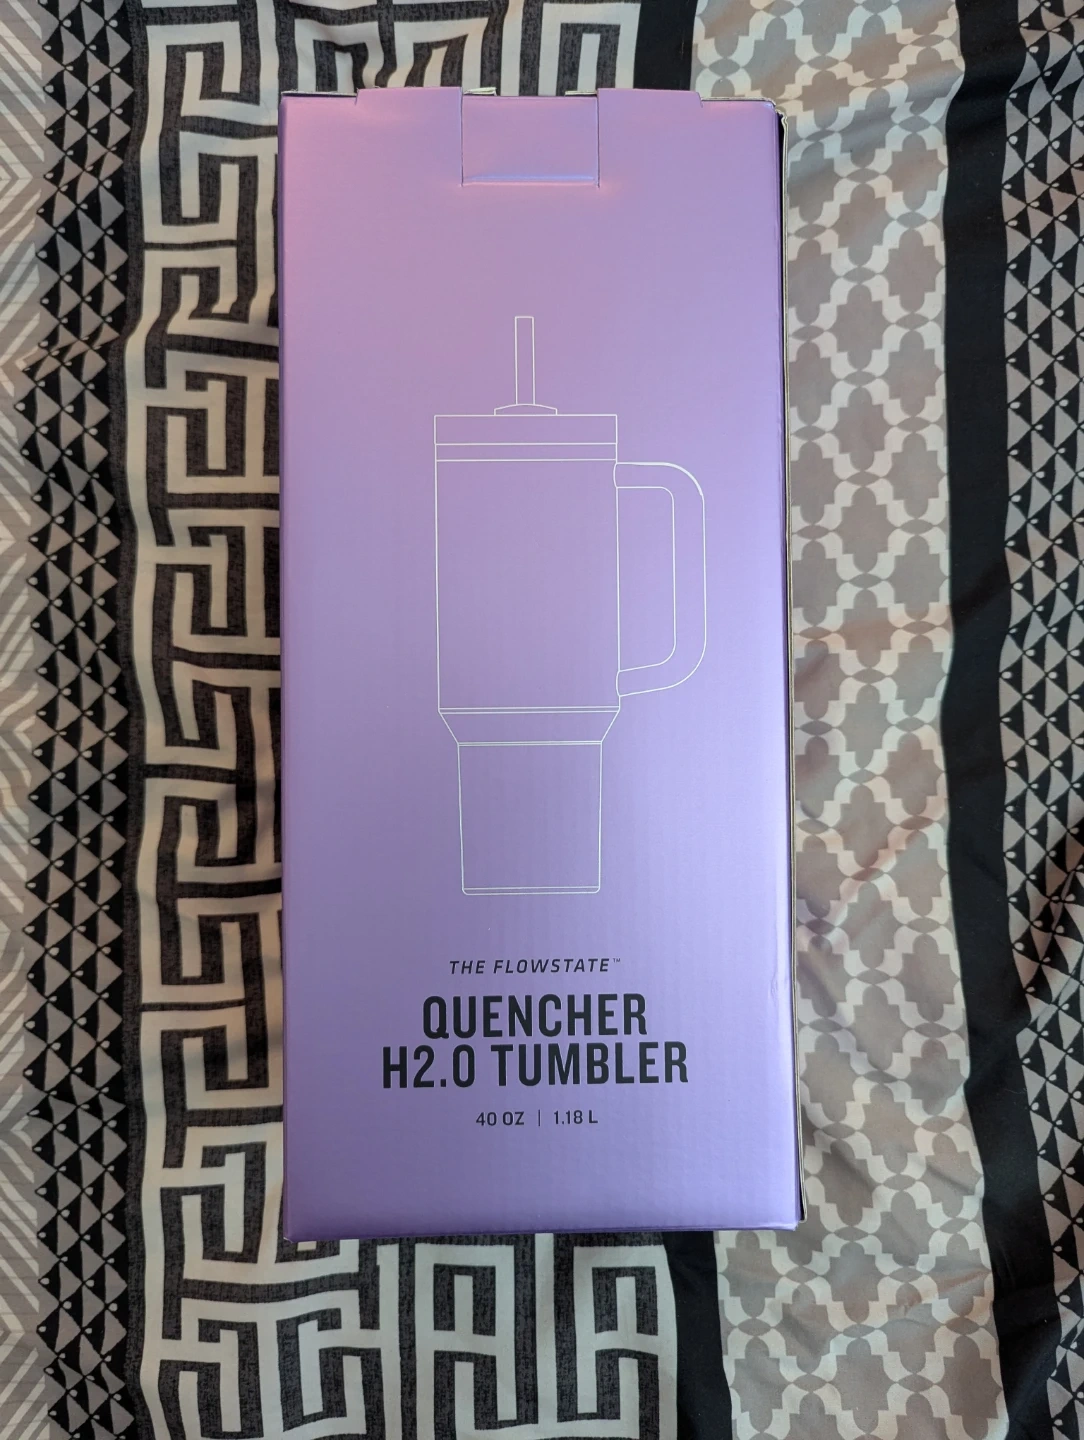 THE FLOWSTATE™
QUENCHER
H2.0 TUMBLER
40 OZ | 1.18 L